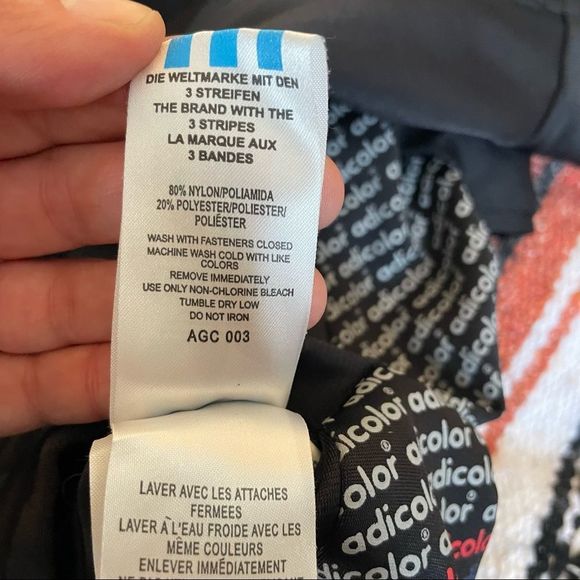 DIE WELTMARKE MIT DEN
3 STREIFEN
THE BRAND WITH THE
3 STRIPES
LA MARQUE AUX
3 BANDES
80% NYLON/POLIAMIDA
20% POLYESTER/POLIESTER/
POLIÉSTER
WASH WITH FASTENERS CLOSED
MACHINE WASH COLD WITH LIKE
COLORS
REMOVE IMMEDIATELY
USE ONLY NON-CHLORINE BLEACH
TUMBLE DRY LOW
DO NOT IRON
AGC 003
LAVER AVEC LES ATTACHES
FERMEES
LAVER À L'EAU FROIDE AVEC LES
MÊME COULEURS
ENLEVER IMMÉDIATEMENT
adicolor
adicolor
adicolor
adicolor
adicolor
adicolor